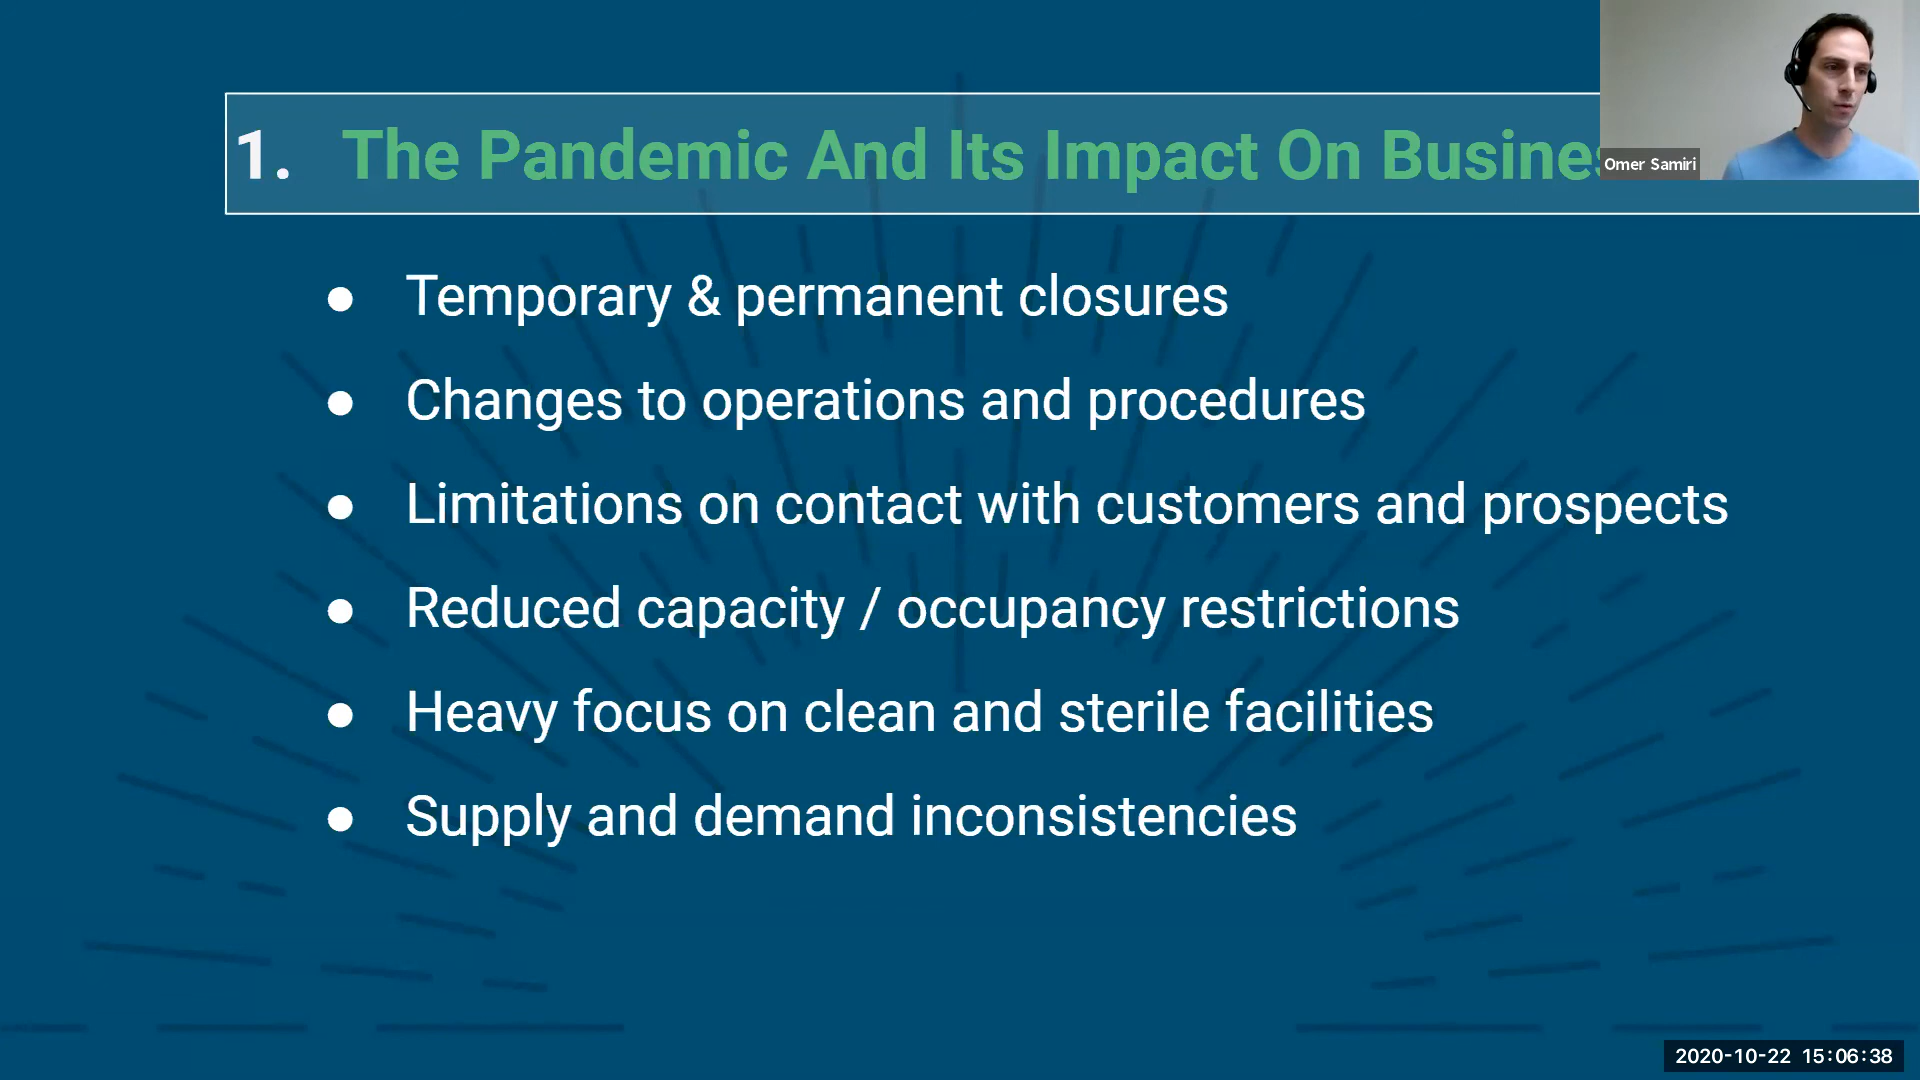 1. The Pandemic And Its Impact On Busines
Omer Samiri
● Temporary & permanent closures
● Changes to operations and procedures
● Limitations on contact with customers and prospects
● Reduced capacity / occupancy restrictions
● Heavy focus on clean and sterile facilities
● Supply and demand inconsistencies
2020-10-22 15:06:38